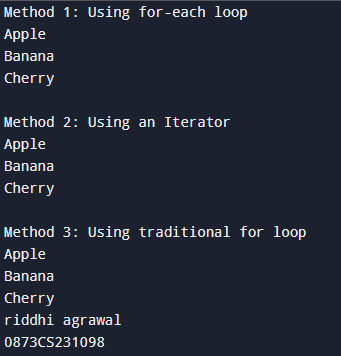 Method 1: Using for-each loop
Apple
Banana
Cherry

Method 2: Using an Iterator
Apple
Banana
Cherry

Method 3: Using traditional for loop
Apple
Banana
Cherry
riddhi agrawal
0873CS231098